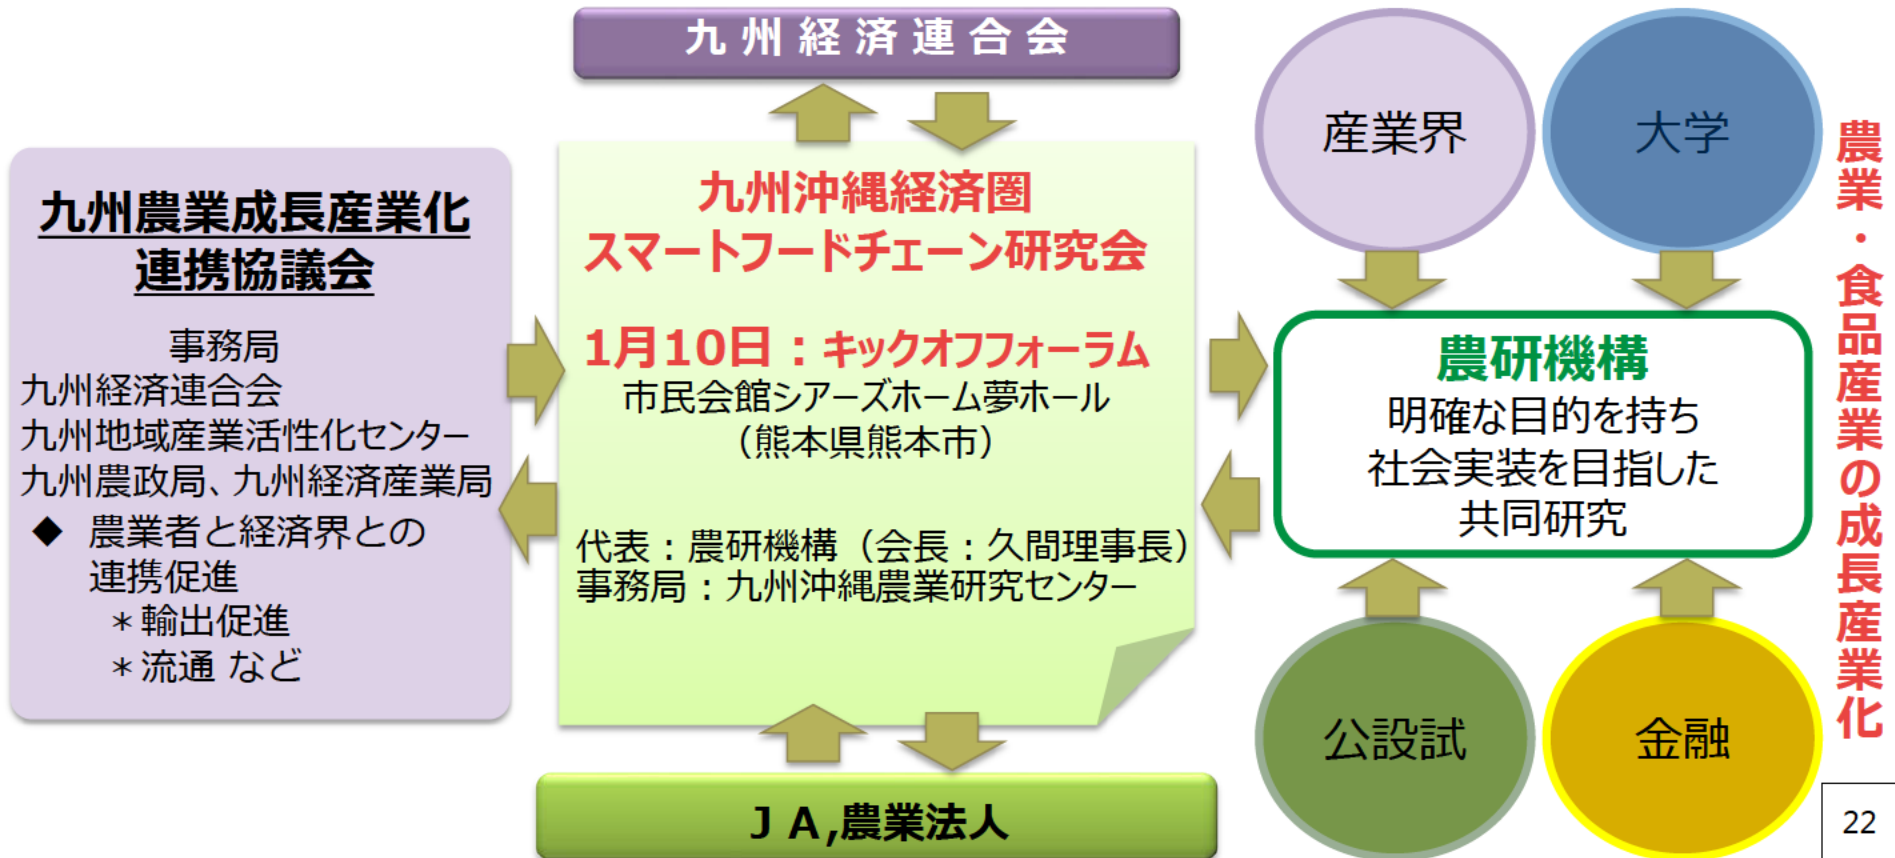 九州経済連合会
九州農業成長産業化
連携協議会
事務局
九州経済連合会
九州地域産業活性化センター
九州農政局、九州経済産業局
◆ 農業者と経済界との
連携促進
＊輸出促進
＊流通 など
九州沖縄経済圏
スマートフードチェーン研究会
1月10日：キックオフフォーラム
市民会館シアーズホーム夢ホール
（熊本県熊本市）
代表：農研機構（会長：久間理事長）
事務局：九州沖縄農業研究センター
ＪＡ,農業法人
産業界
大学
農研機構
明確な目的を持ち
社会実装を目指した
共同研究
公設試
金融
農業・食品産業の成長産業化
22